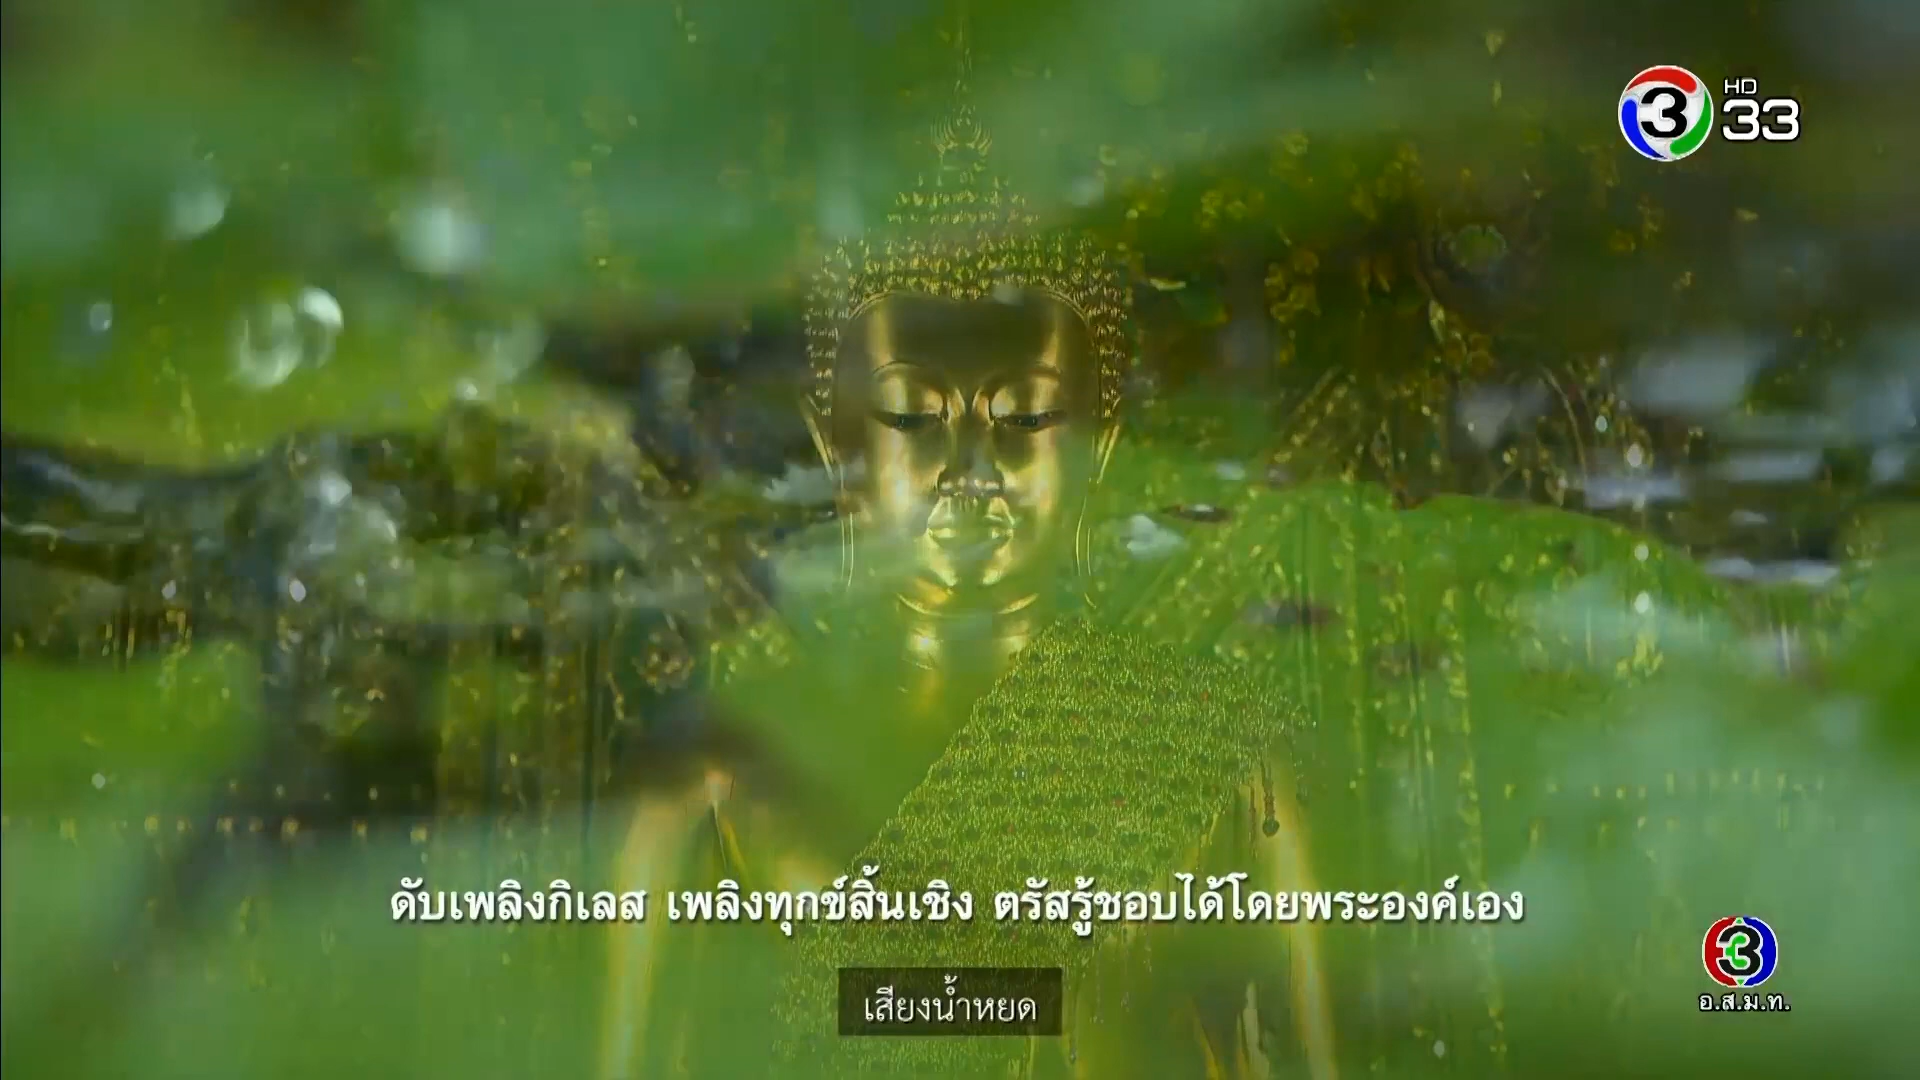 3 HD 33
ดับเพลิงกิเลส เพลิงทุกข์สิ้นเชิง ตรัสรู้ชอบได้โดยพระองค์เอง
3
อ.ส.ม.ท.
เสียงน้ำหยด